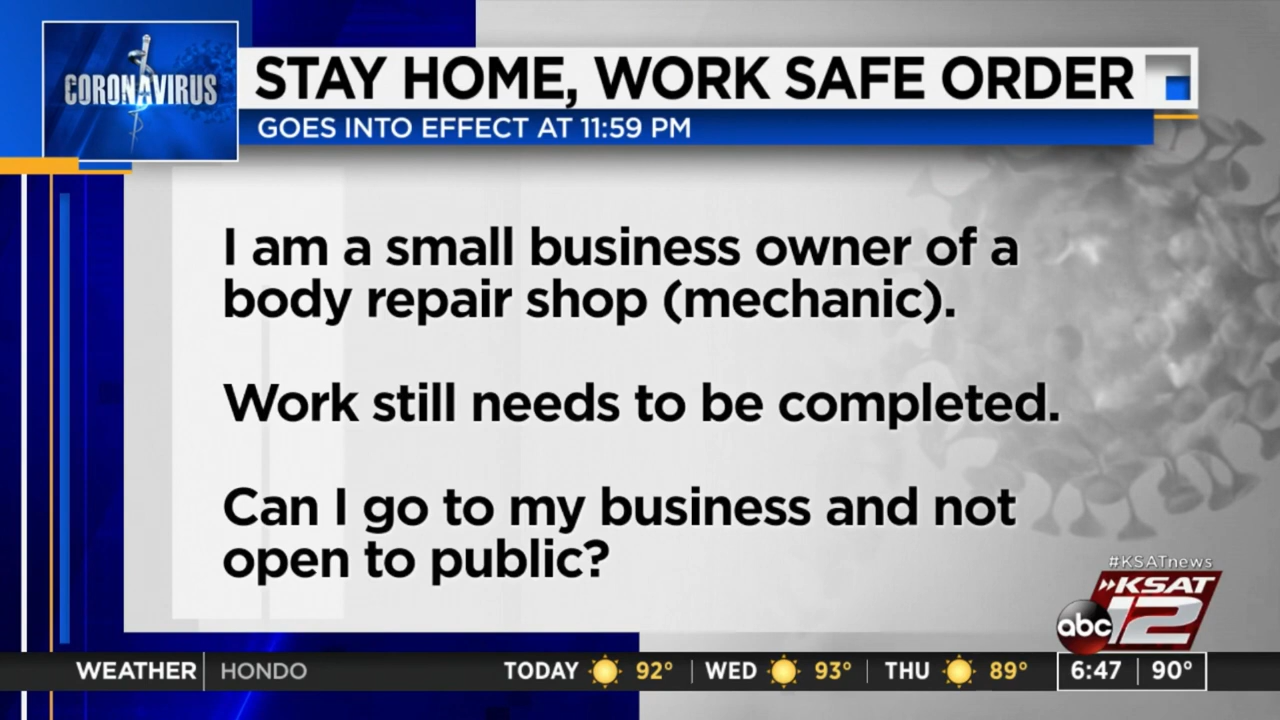 CORONAVIRUS
STAY HOME, WORK SAFE ORDER
GOES INTO EFFECT AT 11:59 PM
I am a small business owner of a
body repair shop (mechanic).
Work still needs to be completed.
Can I go to my business and not
open to public?
#KSATnews
KSAT
abc 12
WEATHER HONDO TODAY 92° WED 93° THU 89° 6:47 90°